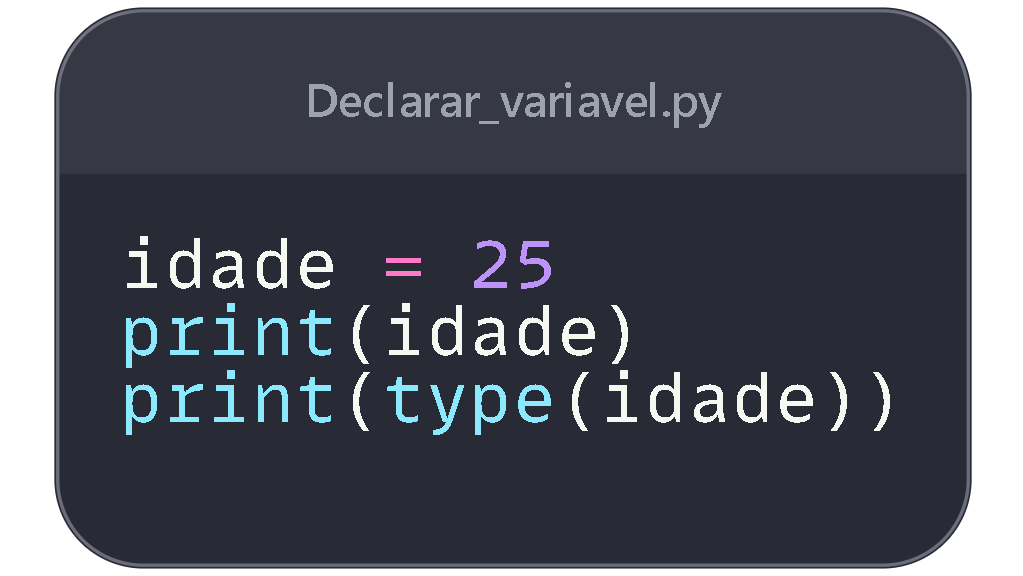 Declarar_variavel.py
idade = 25
print(idade)
print(type(idade))